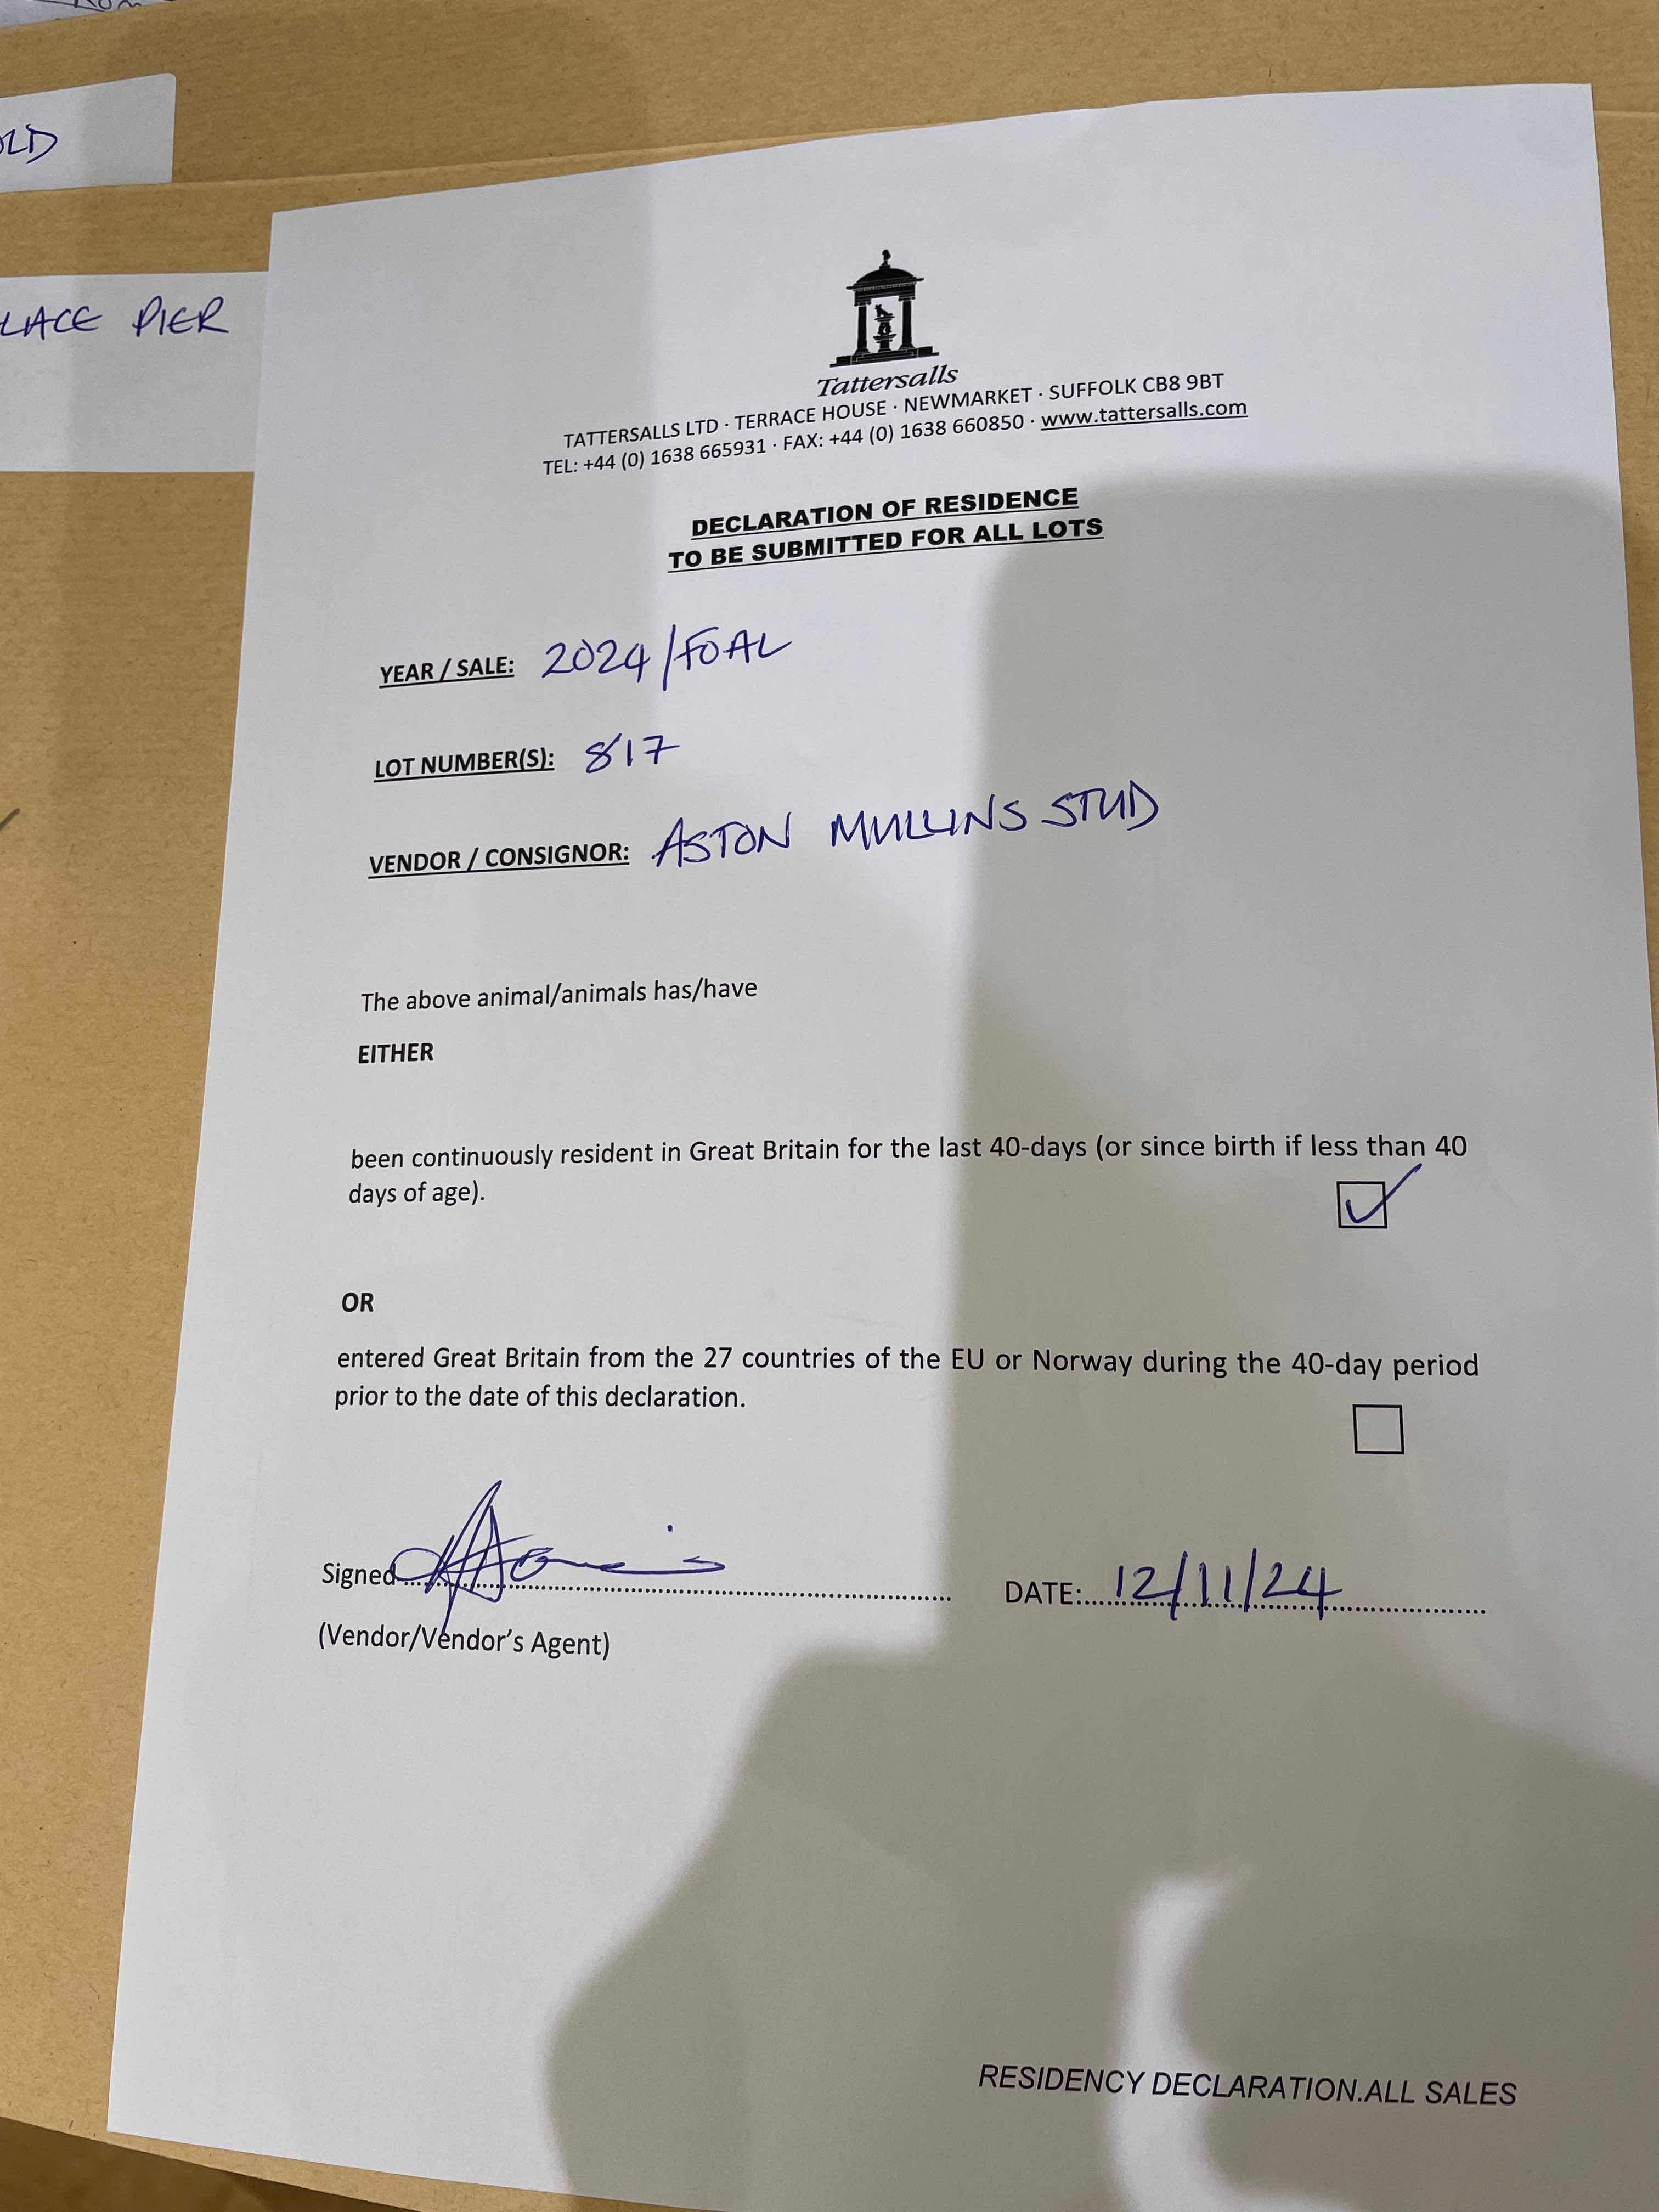 OLD
LACE PIER
Tattersalls
TATTERSALLS LTD · TERRACE HOUSE · NEWMARKET · SUFFOLK CB8 9BT
TEL: +44 (0) 1638 665931 · FAX: +44 (0) 1638 660850 · www.tattersalls.com
DECLARATION OF RESIDENCE
TO BE SUBMITTED FOR ALL LOTS
YEAR / SALE: 2024/FOAL
LOT NUMBER(S): 817
VENDOR / CONSIGNOR: ASTON MULLINS STUD
The above animal/animals has/have
EITHER
been continuously resident in Great Britain for the last 40-days (or since birth if less than 40
days of age).
OR
entered Great Britain from the 27 countries of the EU or Norway during the 40-day period
prior to the date of this declaration.
Signed
DATE: 12/11/24
(Vendor/Vendor's Agent)
RESIDENCY DECLARATION.ALL SALES